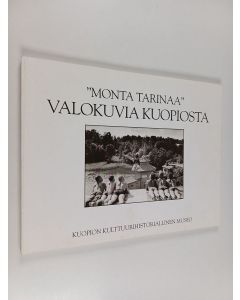 "MONTA TARINAA"
VALOKUVIA KUOPIOSTA
KUOPION KULTTUURIHISTORIALLINEN MUSEO